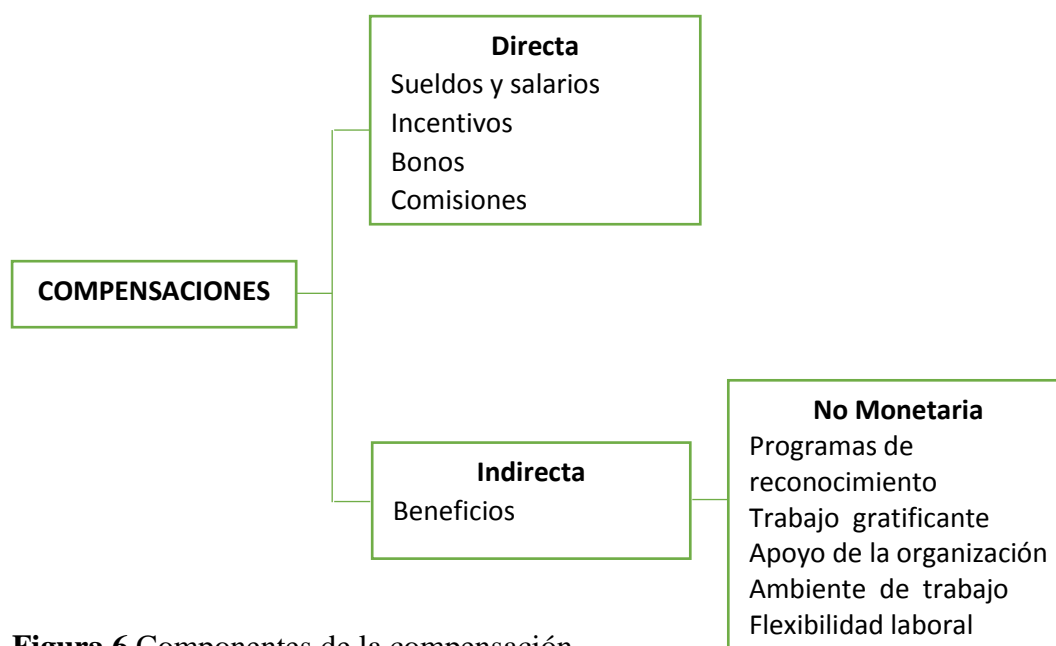 Directa
Sueldos y salarios
Incentivos
Bonos
Comisiones
COMPENSACIONES
Indirecta
Beneficios
No Monetaria
Programas de
reconocimiento
Trabajo gratificante
Apoyo de la organización
Ambiente de trabajo
Flexibilidad laboral
Figura 6 Componentes de la compensación